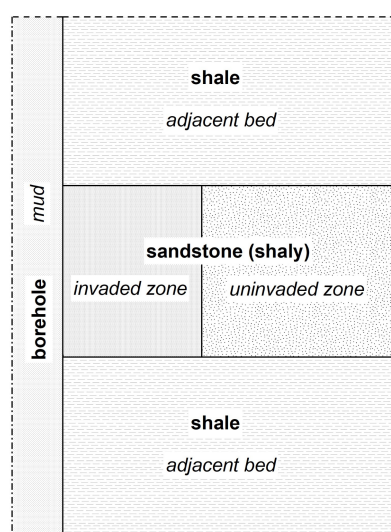 shale
adjacent bed
mud
borehole
sandstone (shaly)
invaded zone
uninvaded zone
shale
adjacent bed